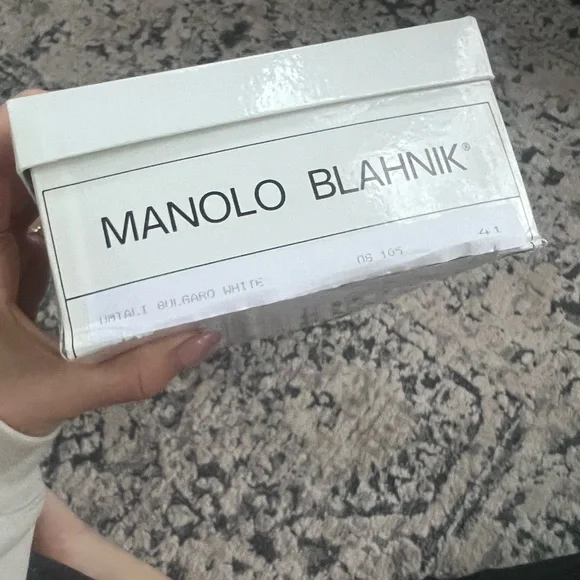 MANOLO BLAHNIK®
UMTALI BULGARO WHITE OS 105 41